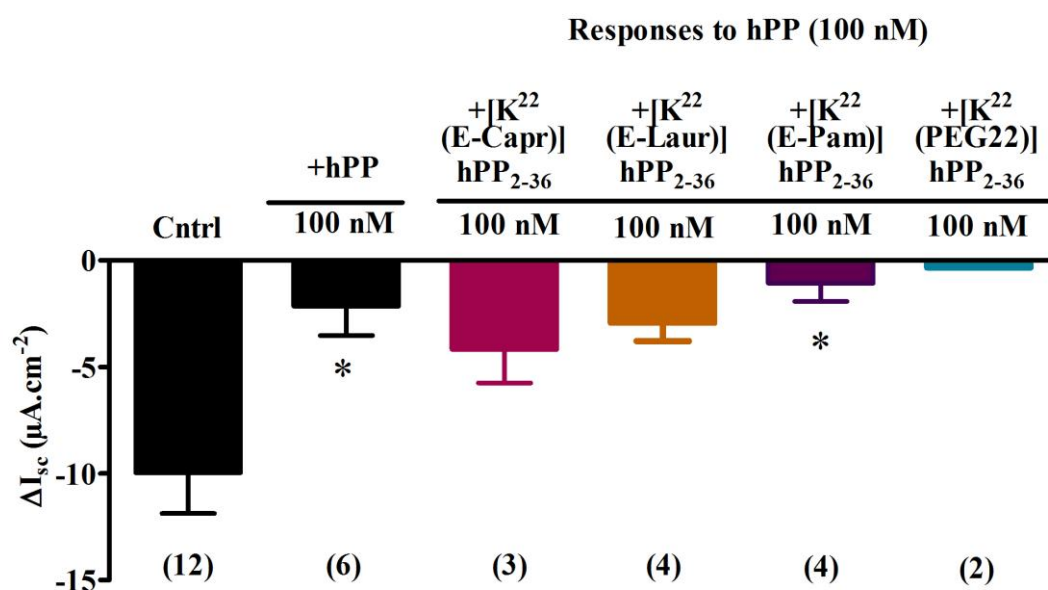 Responses to hPP (100 nM)
Cntrl
+hPP
100 nM
+[K²²
(E-Capr)]
hPP₂₋₃₆
100 nM
+[K²²
(E-Laur)]
hPP₂₋₃₆
100 nM
+[K²²
(E-Pam)]
hPP₂₋₃₆
100 nM
+[K²²
(PEG22)]
hPP₂₋₃₆
100 nM
0
-5
-10
-15
ΔIsc (µA.cm⁻²)
*
*
(12)
(6)
(3)
(4)
(4)
(2)